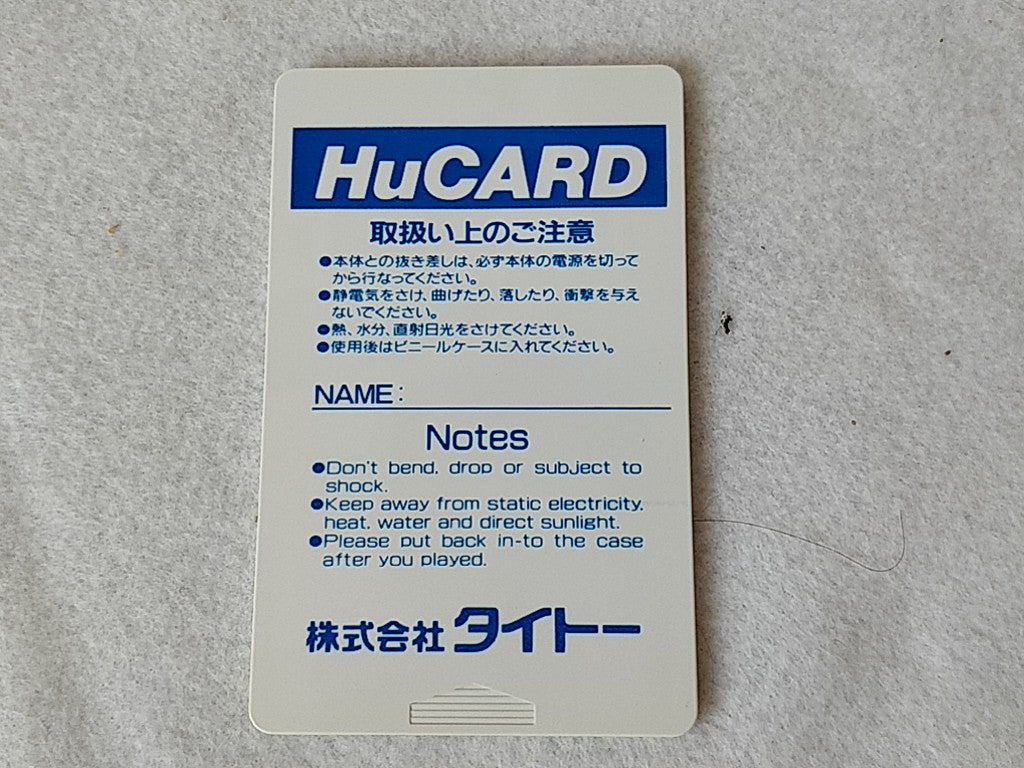 HuCARD
取扱い上のご注意
●本体との抜き差しは、必ず本体の電源を切って
から行なってください。
●静電気をさけ、曲げたり、落したり、衝撃を与え
ないでください。
●熱、水分、直射日光をさけてください。
●使用後はビニールケースに入れてください。
NAME:
Notes
●Don't bend, drop or subject to
shock.
●Keep away from static electricity,
heat, water and direct sunlight.
●Please put back in-to the case
after you played.
株式会社タイトー